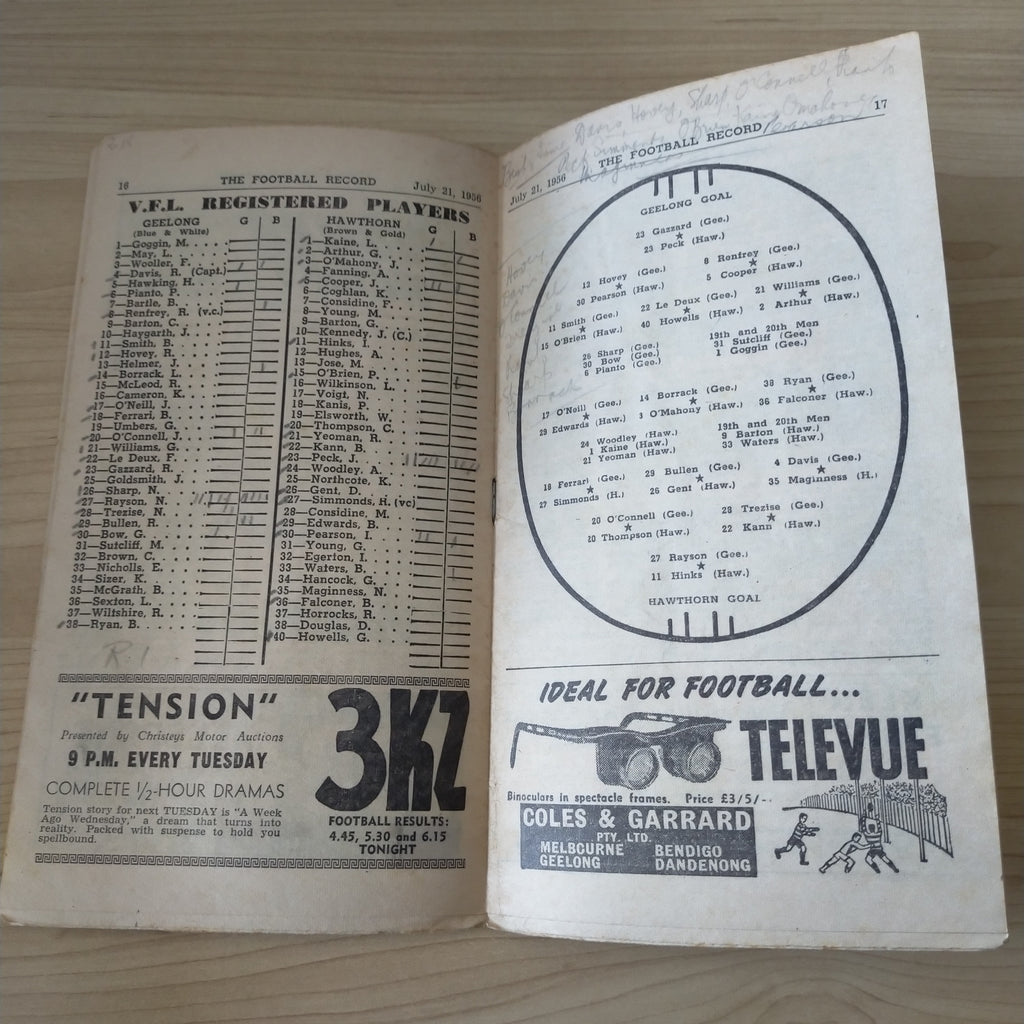 16 THE FOOTBALL RECORD July 21, 1956
V.F.L. REGISTERED PLAYERS
GEELONG G B
(Blue & White)
1—Goggin, M.
2—May, L.
3—Wooller, F.
4—Davis, R. (Capt.)
5—Hawking, H.
6—Pianto, P.
7—Bartle, B.
8—Renfrey, R. (v.c.)
9—Barton, C.
10—Haygarth, J.
11—Smith, B.
12—Hovey, R.
13—Helmer, J.
14—Borrack, L.
15—McLeod, R.
16—Cameron, K.
17—O'Neill, J.
18—Ferrari, B.
19—Umbers, G.
20—O'Connell, J.
21—Williams, G.
22—Le Deux, F.
23—Gazzard, R.
25—Goldsmith, J.
26—Sharp, N.
27—Rayson, N.
28—Trezise, N.
29—Bullen, R.
30—Bow, G.
31—Sutcliff, M.
32—Brown, C.
33—Nicholls, E.
34—Sizer, K.
35—McGrath, B.
36—Sexton, L.
37—Wiltshire, R.
38—Ryan, B.
HAWTHORN G B
(Brown & Gold)
1—Kaine, L.
2—Arthur, G.
3—O'Mahony, J.
4—Fanning, A.
5—Cooper, J.
6—Coghlan, K.
7—Considine, F.
8—Young, M.
9—Barton, G.
10—Kennedy, J. (C.)
11—Hinks, I.
12—Hughes, A.
13—Jose, M.
15—O'Brien, P.
16—Wilkinson, L.
17—Voigt, N.
18—Kanis, P.
19—Elsworth, W.
20—Thompson, C.
21—Yeoman, R.
22—Kann, B.
23—Peck, J.
24—Woodley, A.
25—Northcote, K.
26—Gent, D.
27—Simmonds, H. (vc)
28—Considine, M.
29—Edwards, B.
30—Pearson, I.
31—Young, G.
32—Egerton, I.
33—Waters, B.
34—Hancock, G.
35—Maginness, N.
36—Falconer, B.
37—Horrocks, R.
38—Douglas, D.
40—Howells, G.
"TENSION"
Presented by Christeys Motor Auctions
9 P.M. EVERY TUESDAY
COMPLETE 1/2-HOUR DRAMAS
Tension story for next TUESDAY is "A Week
Ago Wednesday," a dream that turns into
reality. Packed with suspense to hold you
spellbound.
3KZ
FOOTBALL RESULTS:
4.45, 5.30 and 6.15
TONIGHT
July 21, 1956 THE FOOTBALL RECORD 17
GEELONG GOAL
23 Gazzard (Gee.)
23 Peck (Haw.)
12 Hovey (Gee.) 8 Renfrey (Gee.)
30 Pearson (Haw.) 5 Cooper (Haw.)
11 Smith (Gee.) 22 Le Deux (Gee.) 21 Williams (Gee.)
15 O'Brien (Haw.) 40 Howells (Haw.) 2 Arthur (Haw.)
26 Sharp (Gee.) 19th and 20th Men
30 Bow (Gee.) 31 Sutcliff (Gee.)
6 Pianto (Gee.) 1 Goggin (Gee.)
17 O'Neill (Gee.) 14 Borrack (Gee.) 38 Ryan (Gee.)
29 Edwards (Haw.) 3 O'Mahony (Haw.) 36 Falconer (Haw.)
24 Woodley (Haw.) 19th and 20th Men
1 Kaine (Haw.) 9 Barton (Haw.)
21 Yeoman (Haw.) 33 Waters (Haw.)
18 Ferrari (Gee.) 29 Bullen (Gee.) 4 Davis (Gee.)
27 Simmonds (H.) 26 Gent (Haw.) 35 Maginness (H.)
20 O'Connell (Gee.) 28 Trezise (Gee.)
20 Thompson (Haw.) 22 Kann (Haw.)
27 Rayson (Gee.)
11 Hinks (Haw.)
HAWTHORN GOAL
IDEAL FOR FOOTBALL...
TELEVUE
Binoculars in spectacle frames. Price £3/5/-.
COLES & GARRARD
PTY. LTD.
MELBOURNE BENDIGO
GEELONG DANDENONG